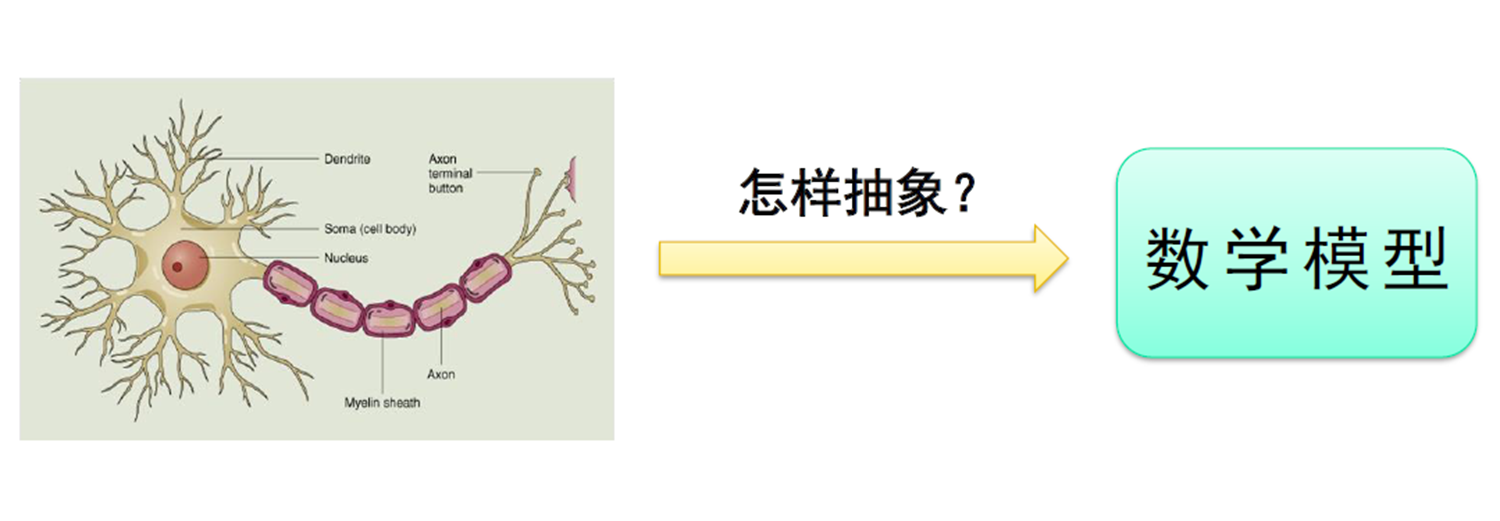 Dendrite
Axon
terminal
button
Soma (cell body)
Nucleus
Axon
Myelin sheath
怎样抽象？
数学模型